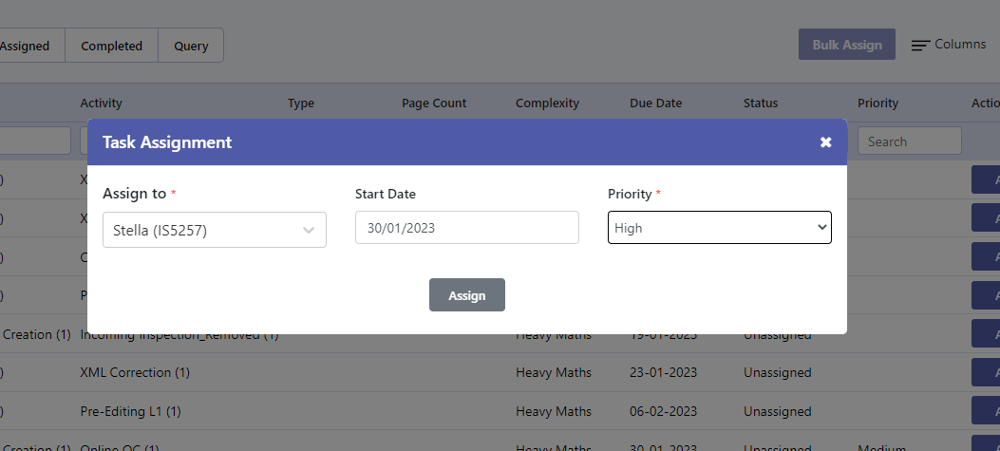 Assigned Completed Query Bulk Assign Columns
Activity Type Page Count Complexity Due Date Status Priority Actio
Search
Task Assignment
Assign to * Start Date Priority *
Stella (IS5257) 30/01/2023 High
Assign
Creation (1) Incoming Inspection_Removed (1) Heavy Maths 19-01-2023 Unassigned
XML Correction (1) Heavy Maths 23-01-2023 Unassigned
Pre-Editing L1 (1) Heavy Maths 06-02-2023 Unassigned
Creation (1) Online QC (1) Heavy Maths 30-01-2023 Unassigned Medium